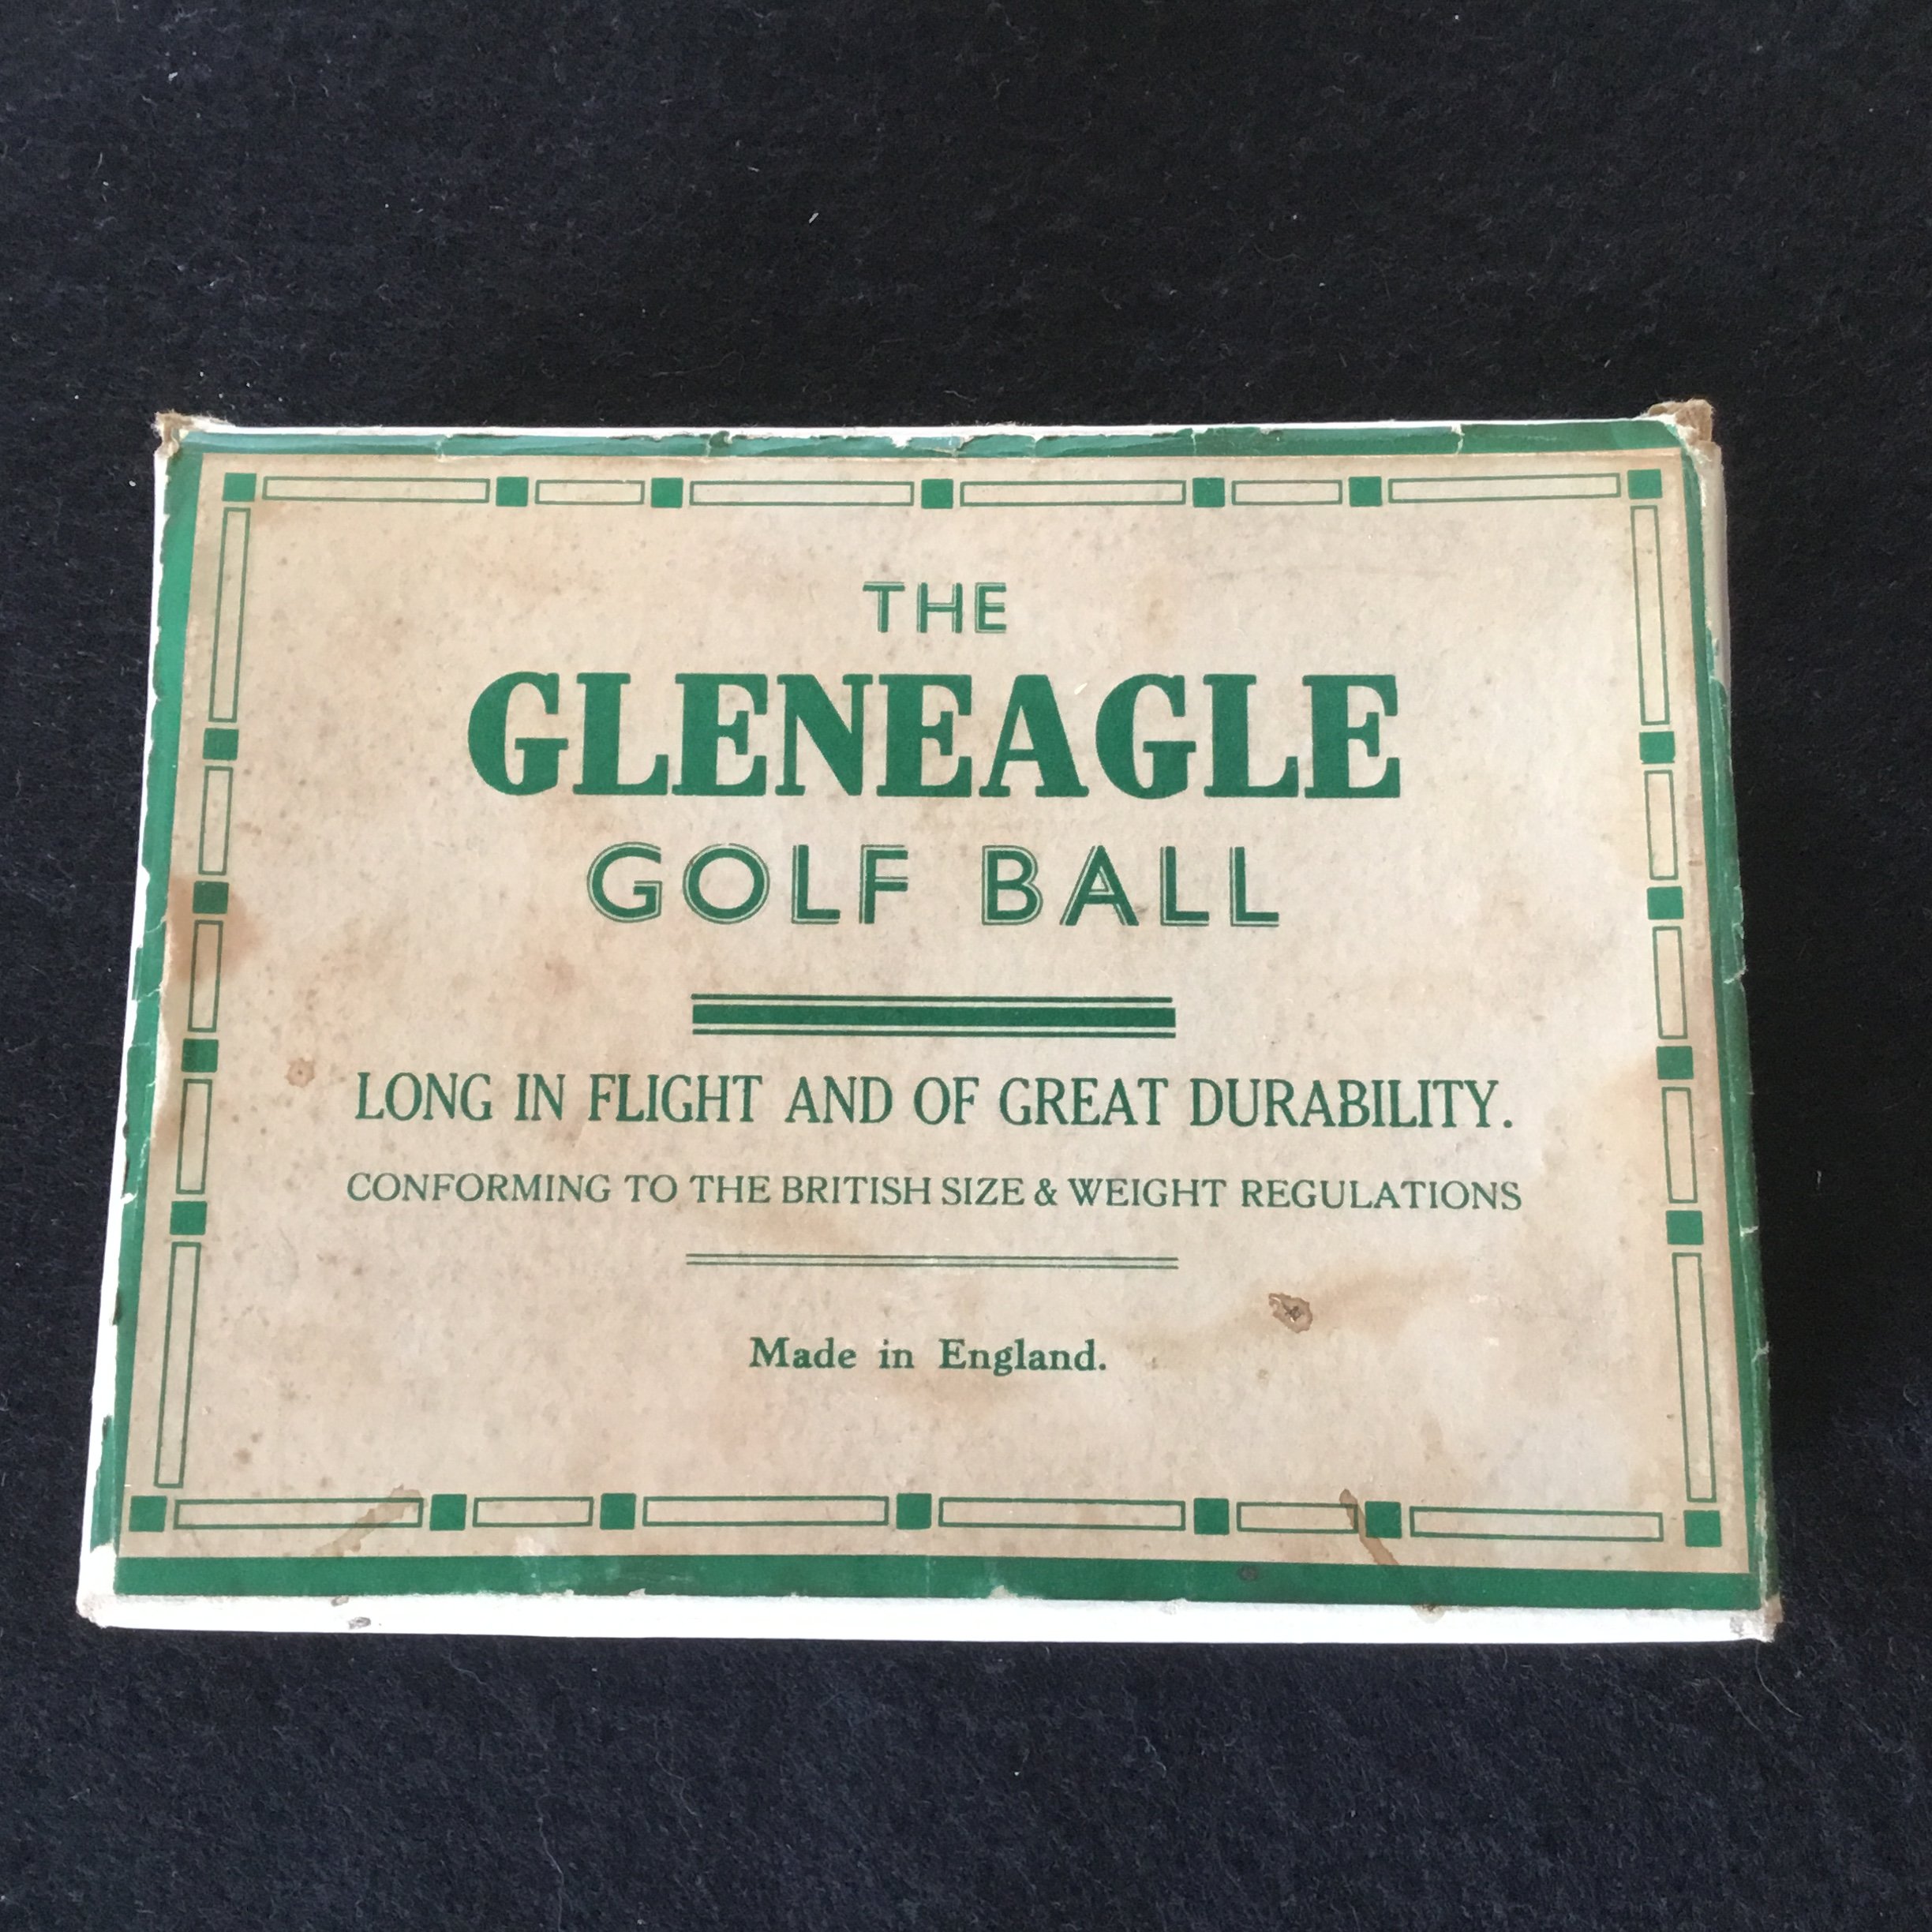 THE
GLENEAGLE
GOLF BALL
LONG IN FLIGHT AND OF GREAT DURABILITY.
CONFORMING TO THE BRITISH SIZE & WEIGHT REGULATIONS
Made in England.